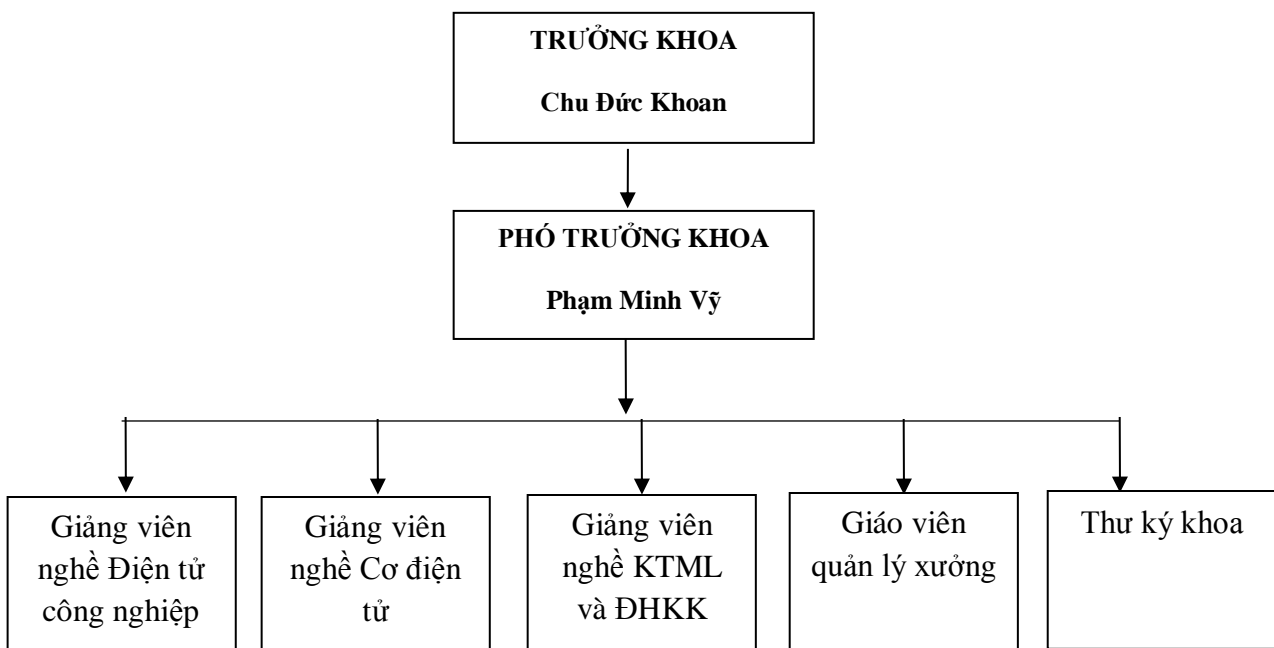 TRƯỞNG KHOA
Chu Đức Khoan
PHÓ TRƯỞNG KHOA
Phạm Minh Vỹ
Giảng viên
nghề Điện tử
công nghiệp
Giảng viên
nghề Cơ điện
tử
Giảng viên
nghề KTML
và ĐHKK
Giáo viên
quản lý xưởng
Thư ký khoa